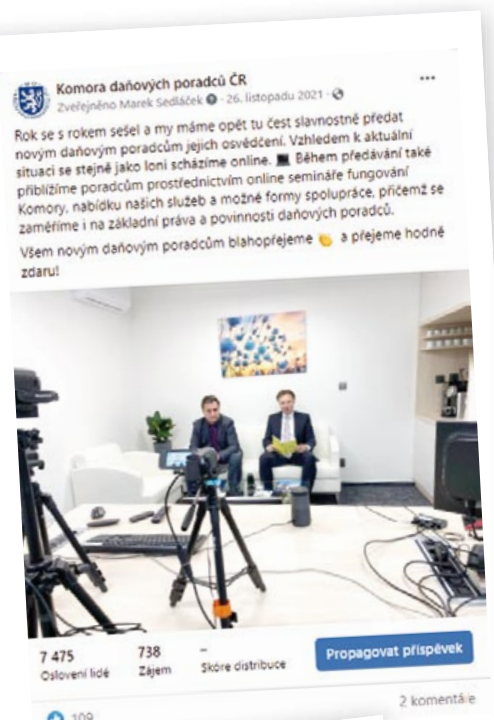 Komora daňových poradců ČR
Zveřejněno Marek Sedláček · 26. listopadu 2021 ·
Rok se s rokem sešel a my máme opět tu čest slavnostně předat
novým daňovým poradcům jejich osvědčení. Vzhledem k aktuální
situaci se stejně jako loni scházíme online. 💻 Během předávání také
přiblížíme poradcům prostřednictvím online semináře fungování
Komory, nabídku našich služeb a možné formy spolupráce, přičemž se
zaměříme i na základní práva a povinnosti daňových poradců.
Všem novým daňovým poradcům blahopřejeme 👏 a přejeme hodně
zdaru!
7 475 738 –
Oslovení lidé Zájem Skóre distribuce Propagovat příspěvek
109 2 komentáře